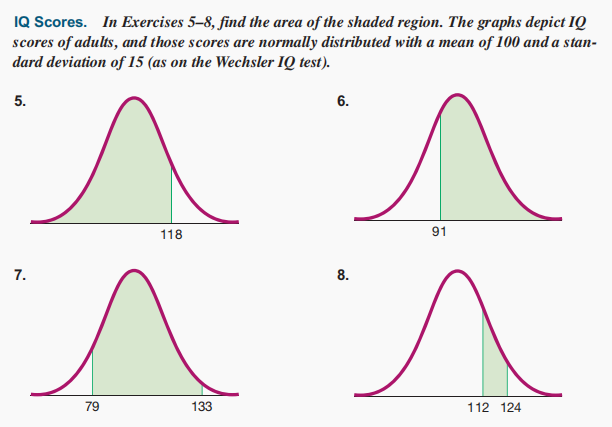 IQ Scores. In Exercises 5–8, find the area of the shaded region. The graphs depict IQ
scores of adults, and those scores are normally distributed with a mean of 100 and a stan-
dard deviation of 15 (as on the Wechsler IQ test).
5.
118
6.
91
7.
79 133
8.
112 124